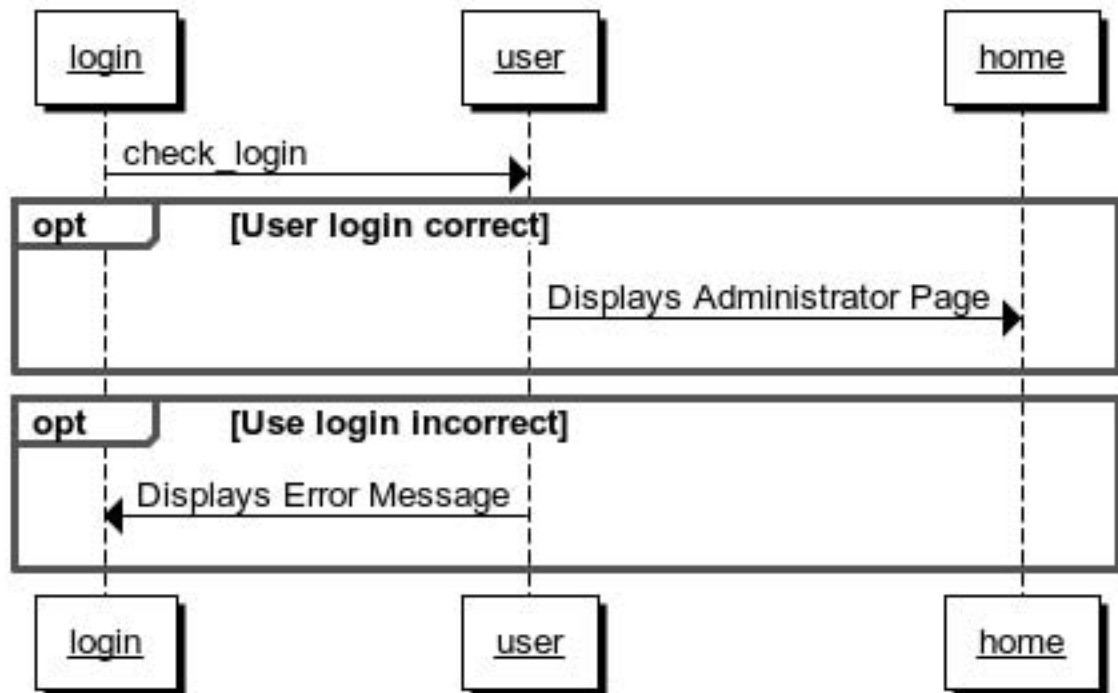 login user home
check_login
opt [User login correct]
Displays Administrator Page
opt [Use login incorrect]
Displays Error Message
login user home